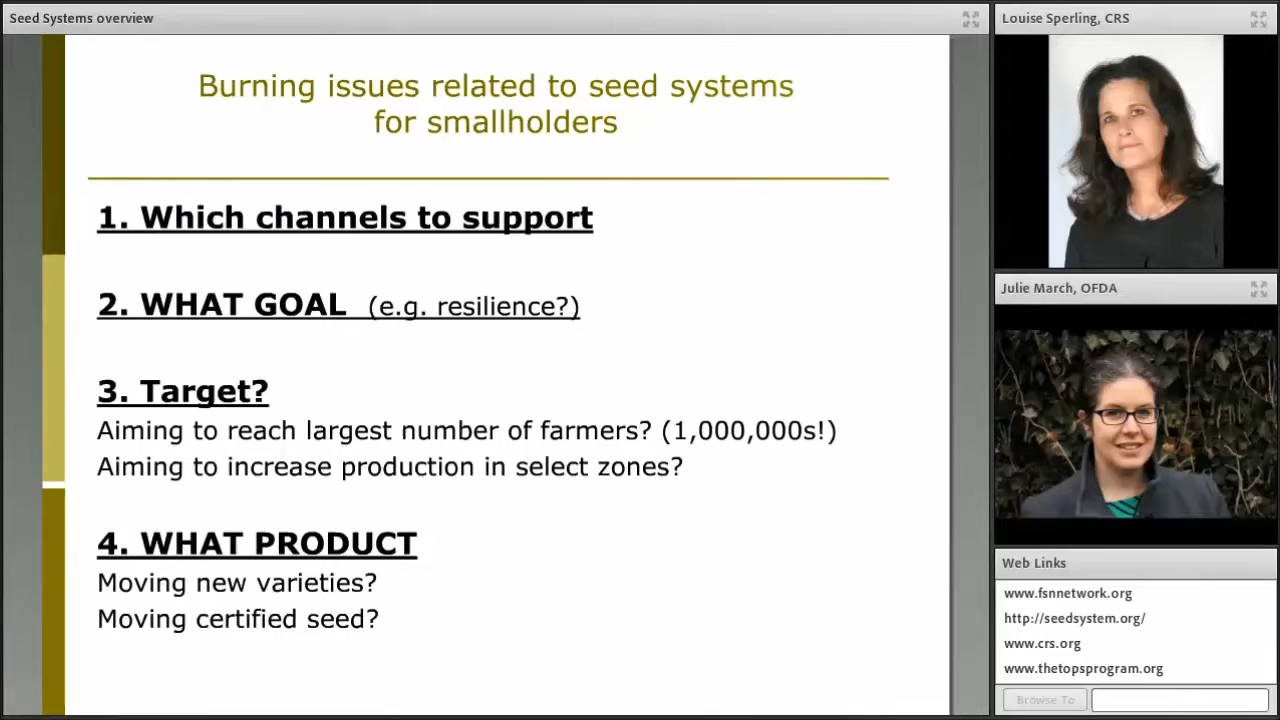 Seed Systems overview
Burning issues related to seed systems
for smallholders
1. Which channels to support
2. WHAT GOAL (e.g. resilience?)
3. Target?
Aiming to reach largest number of farmers? (1,000,000s!)
Aiming to increase production in select zones?
4. WHAT PRODUCT
Moving new varieties?
Moving certified seed?
Louise Sperling, CRS
Julie March, OFDA
Web Links
www.fsnnetwork.org
http://seedsystem.org/
www.crs.org
www.thetopsprogram.org
Browse To